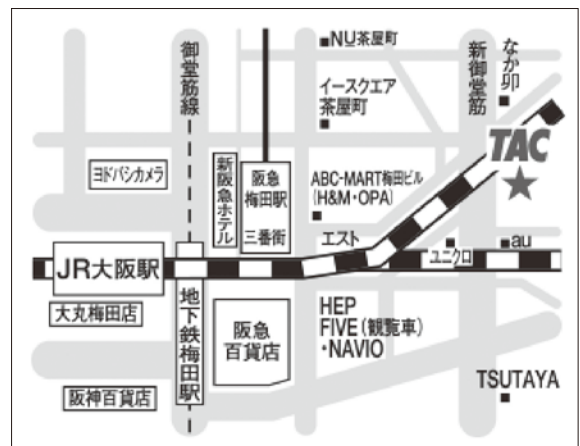 御堂筋線
NU茶屋町
新御堂筋
なか卯
イースクエア
茶屋町
TAC
ヨドバシカメラ
新阪急ホテル
阪急
梅田駅
三番街
ABC-MART梅田ビル
(H&M・OPA)
エスト
ユニクロ
au
JR大阪駅
大丸梅田店
地下鉄梅田駅
阪急
百貨店
HEP
FIVE(観覧車)
・NAVIO
阪神百貨店
TSUTAYA